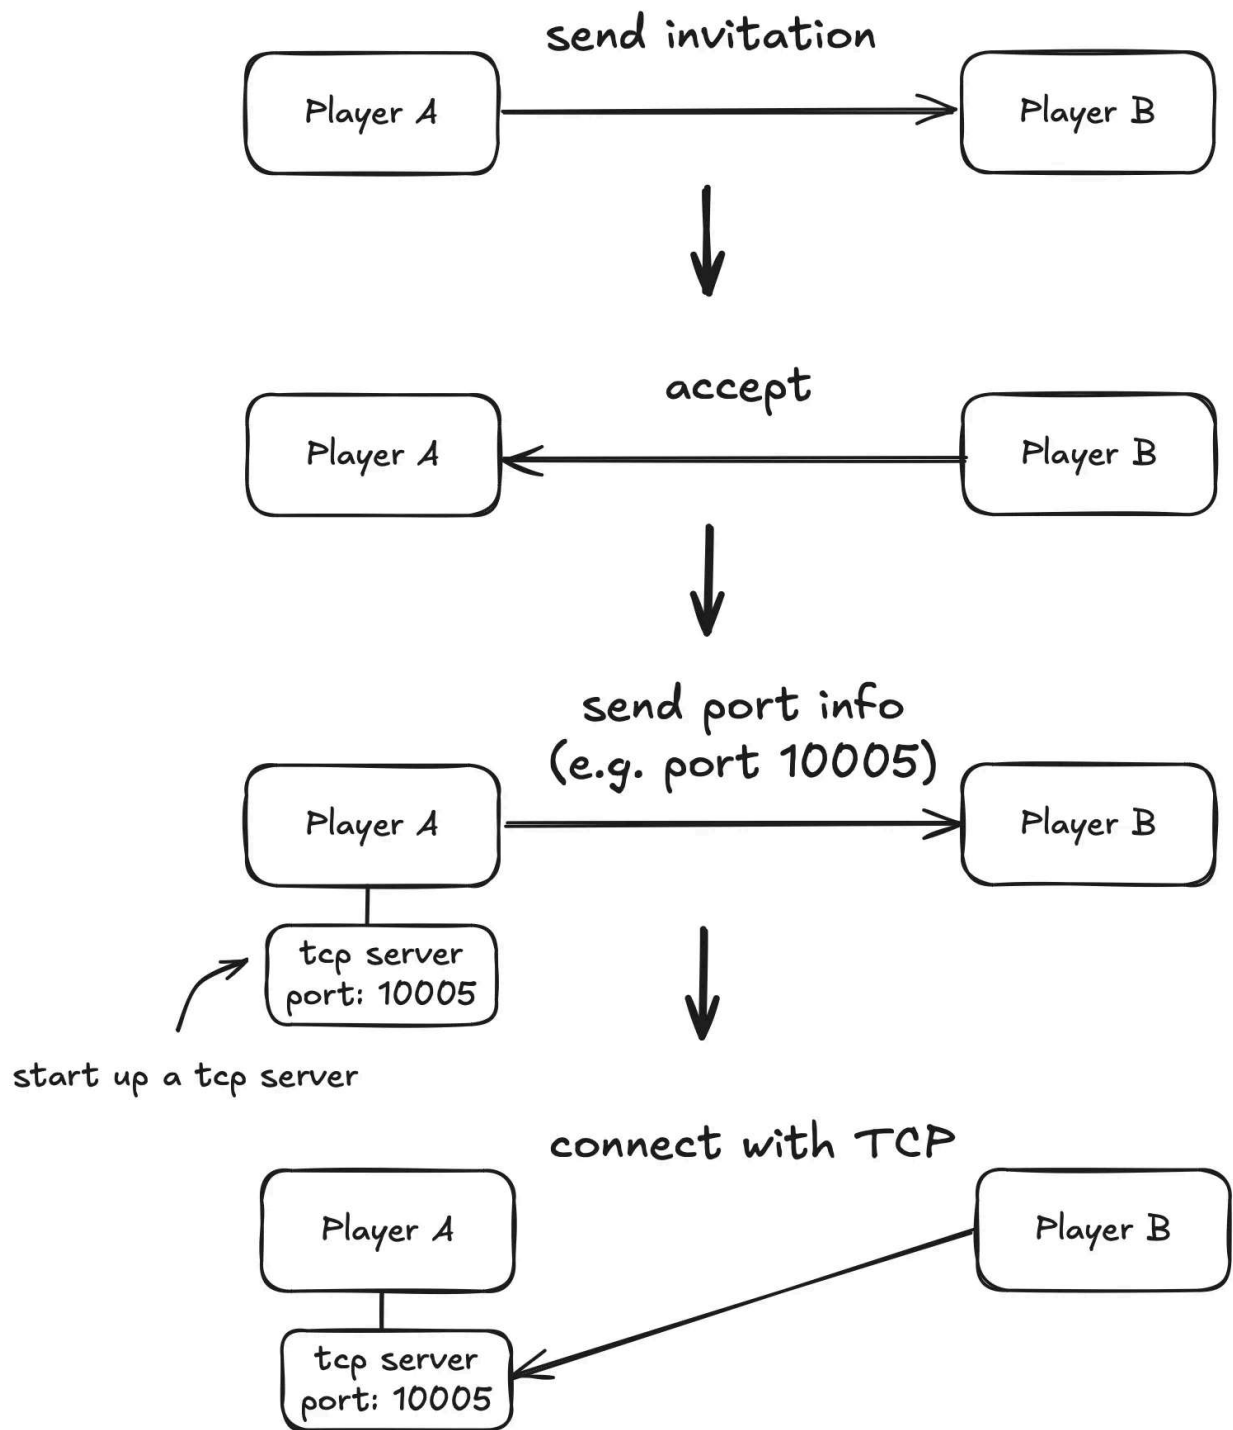 send invitation
Player A
Player B
accept
Player A
Player B
send port info
(e.g. port 10005)
Player A
Player B
tcp server
port: 10005
start up a tcp server
connect with TCP
Player A
Player B
tcp server
port: 10005